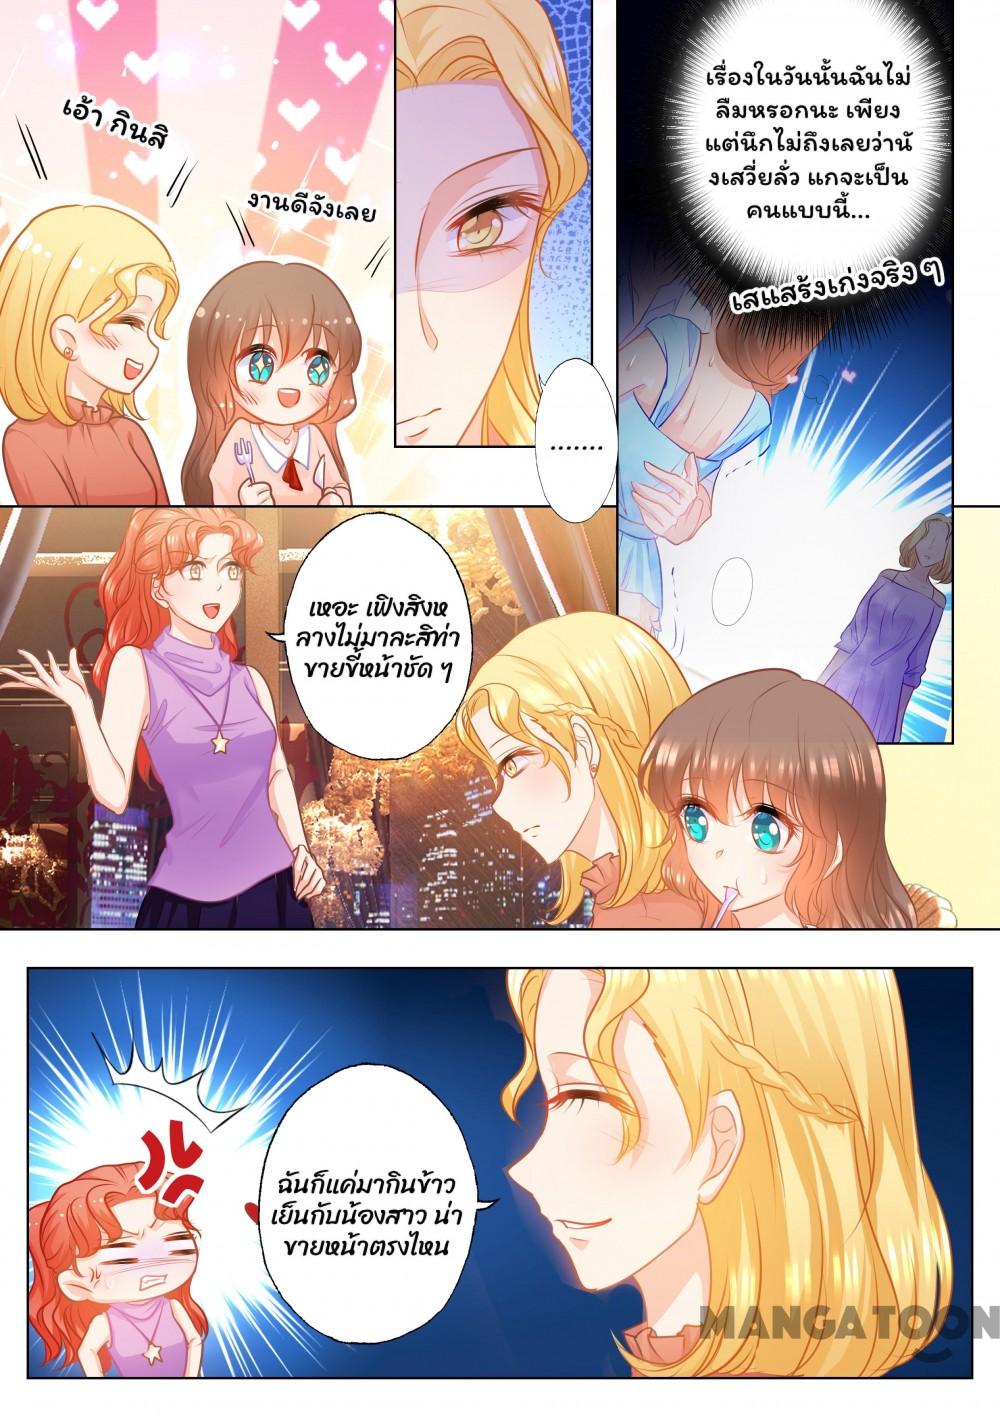 เอ้า กินสิ
งานดีจังเลย
เรื่องในวันนั้นฉันไม่
ลืมหรอกนะ เพียง
แต่นึกไม่ถึงเลยว่านั
งเสวี่ยลั่ว แกจะเป็น
คนแบบนี้...
เสแสร้งเก่งจริง ๆ
.......
เหอะ เฟิงสิงห
ลางไม่มาละสิท่า
ขายขี้หน้าชัด ๆ
ฉันก็แค่มากินข้าว
เย็นกับน้องสาว น่า
ขายหน้าตรงไหน
MANGATOON